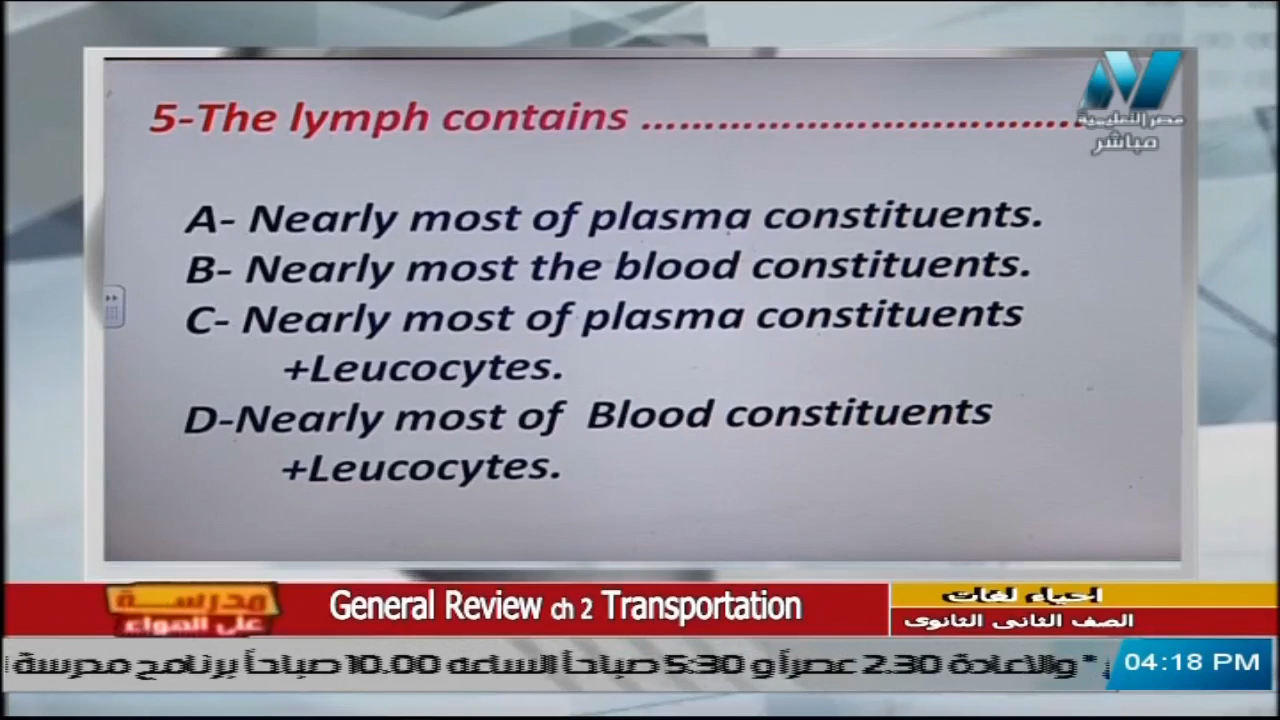 5-The lymph contains ........................................
مصر التعليمية
مباشر
A- Nearly most of plasma constituents.
B- Nearly most the blood constituents.
C- Nearly most of plasma constituents
+Leucocytes.
D-Nearly most of Blood constituents
+Leucocytes.
مدرسة
على الهواء
General Review ch 2 Transportation
احياء لغات
الصف الثانى الثانوى
* والاعادة 2.30 عصراً و 5:30 صباحاً الساعه 10.00 صباحاً برنامج مدرسة
04:18 PM